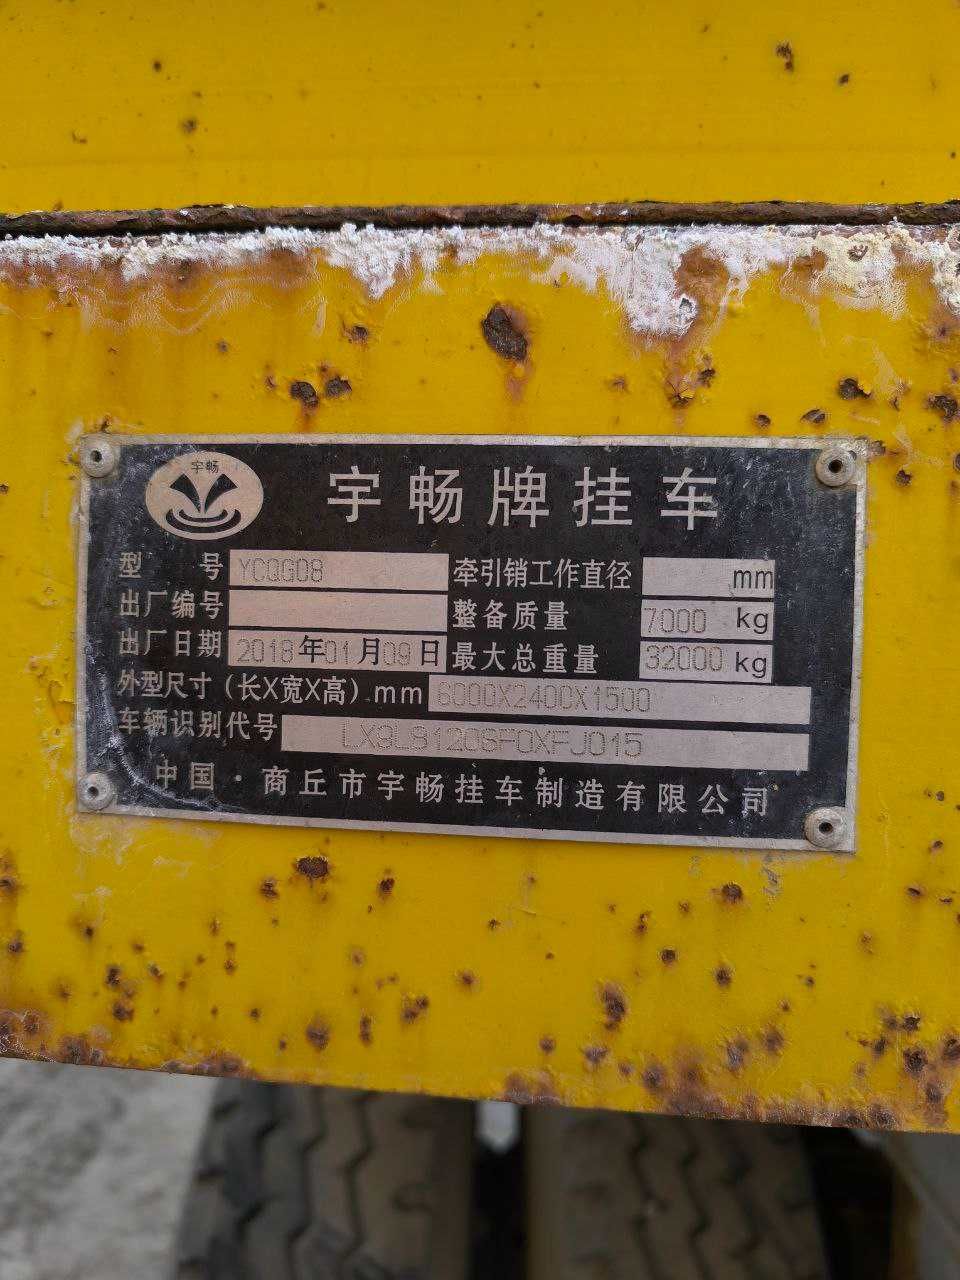 宇畅
宇畅牌挂车
型 号 YCQG08 牵引销工作直径 mm
出厂编号 整备质量 7000 kg
出厂日期 2018年01月09日 最大总重量 32000 kg
外型尺寸(长X宽X高).mm 6000X2400X1500
车辆识别代号
中国·商丘市宇畅挂车制造有限公司